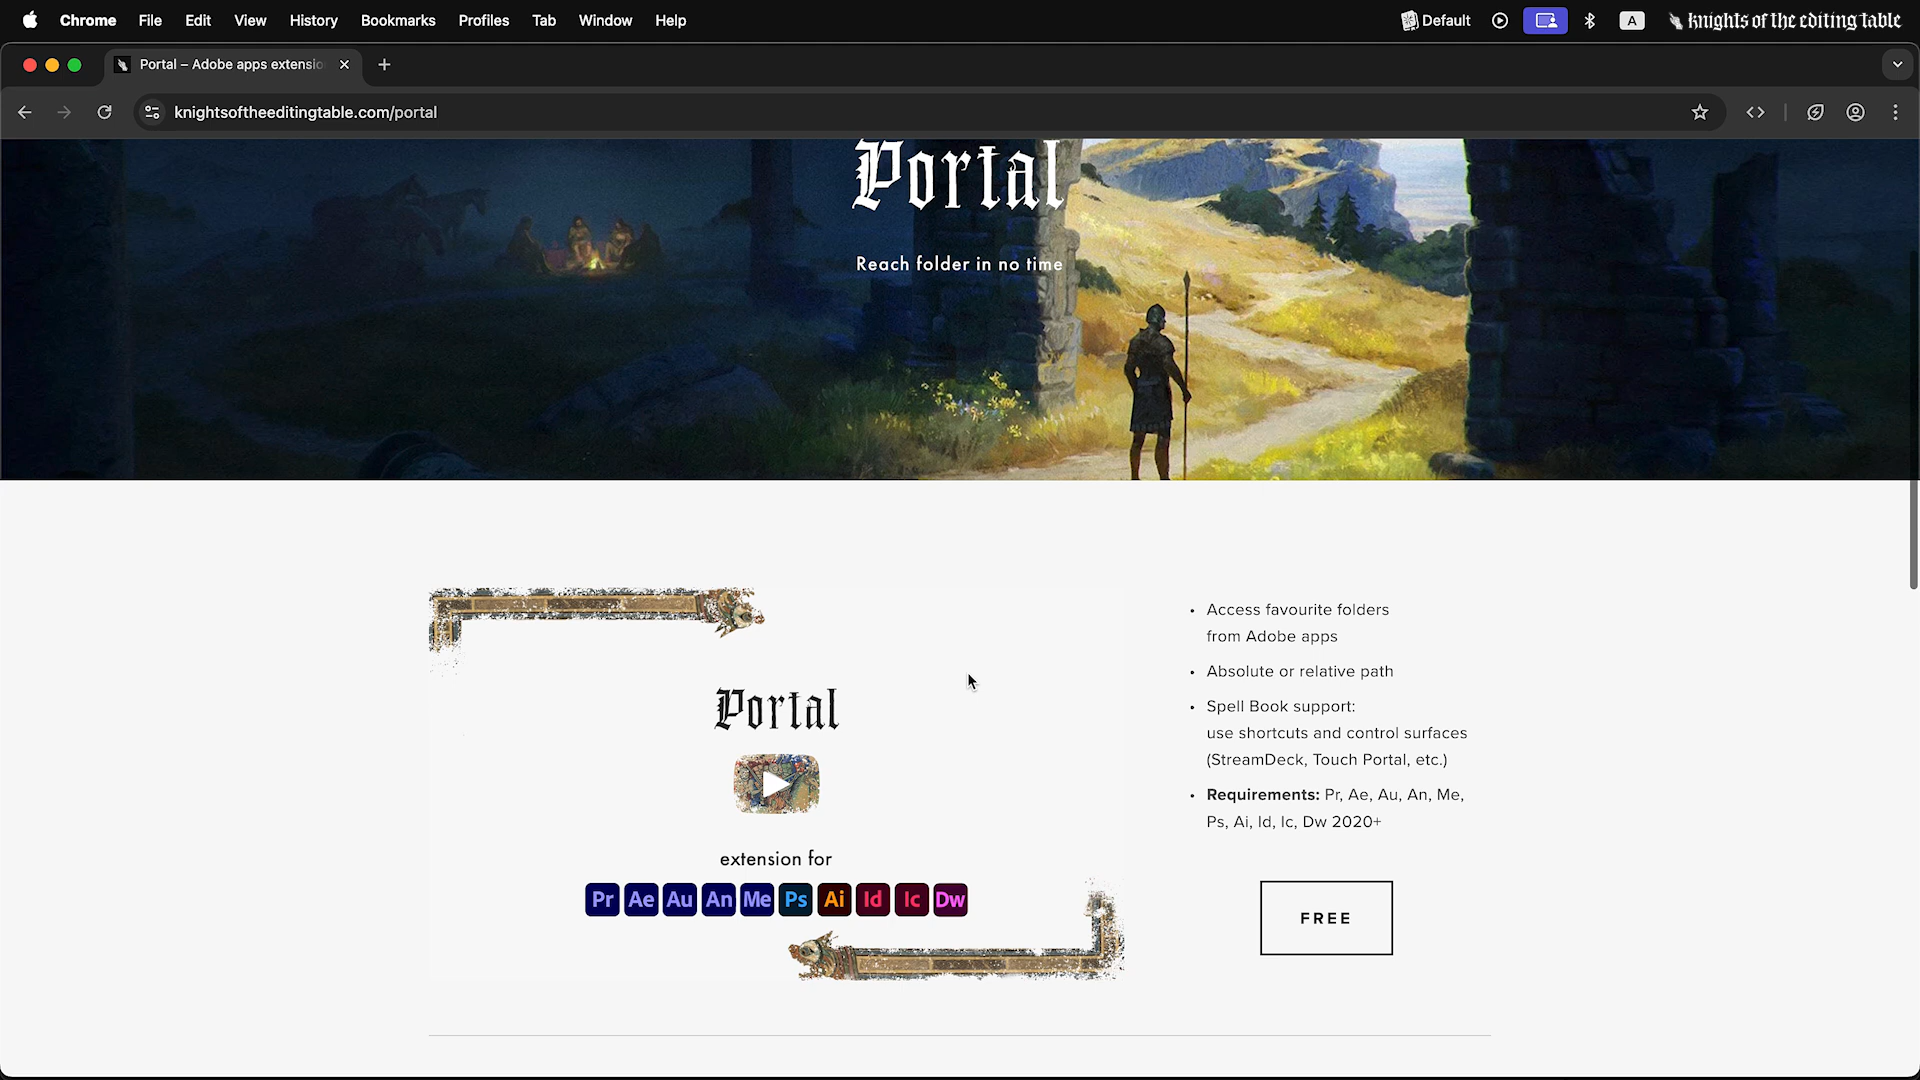 Chrome File Edit View History Bookmarks Profiles Tab Window Help Default A knights of the editing table
Portal – Adobe apps extensio
knightsoftheeditingtable.com/portal
Portal
Reach folder in no time
Portal
extension for
Pr Ae Au An Me Ps Ai Id Ic Dw
• Access favourite folders
from Adobe apps
• Absolute or relative path
• Spell Book support:
use shortcuts and control surfaces
(StreamDeck, Touch Portal, etc.)
• Requirements: Pr, Ae, Au, An, Me,
Ps, Ai, Id, Ic, Dw 2020+
FREE